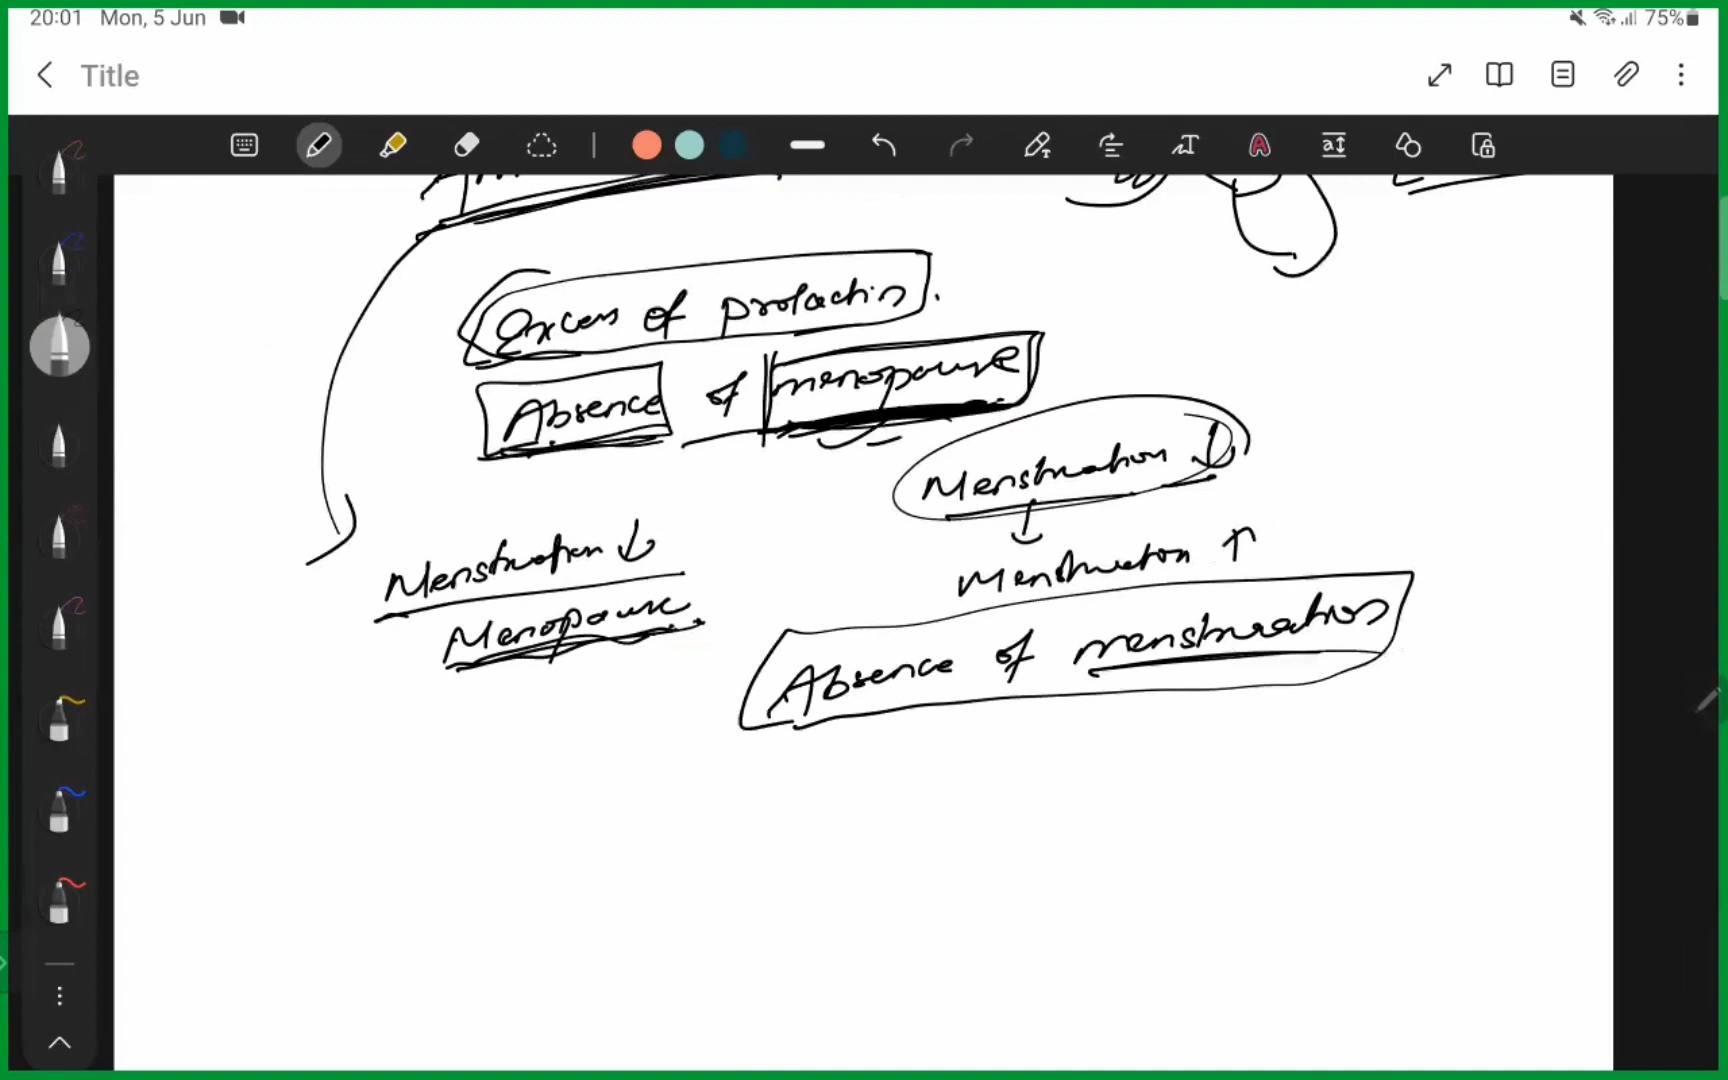 20:01 Mon, 5 Jun 75%
Title
Excess of prolactin.
Absence of menopause
Menstruation ↓
Menstruation ↑
Absence of menstruation
Menstruation ↓
Menopause